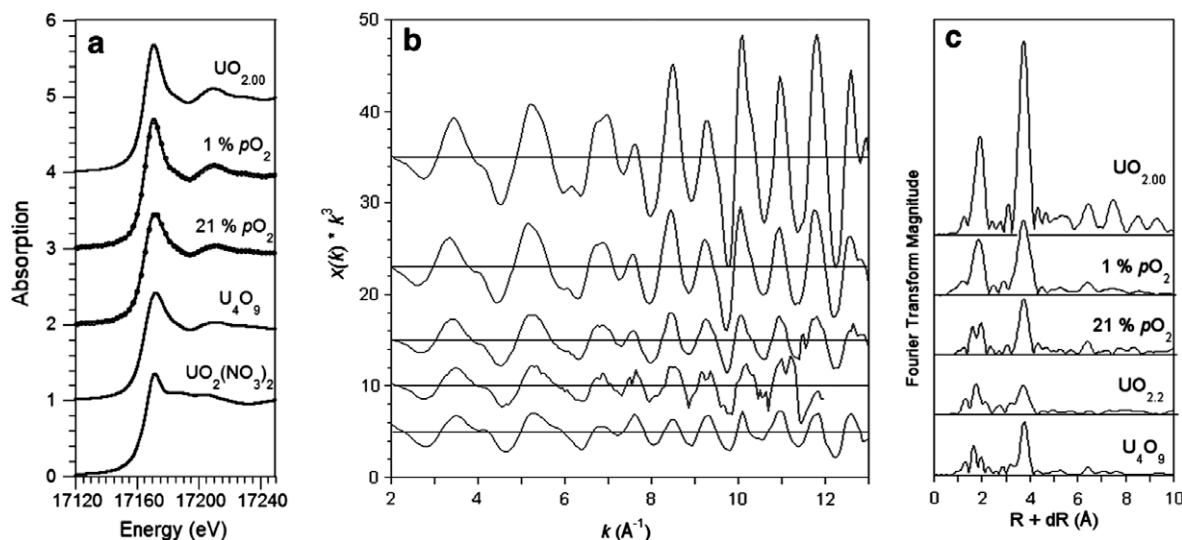 a
Absorption
6
5
4
3
2
1
0
UO2.00
1 % pO2
21 % pO2
U4O9
UO2(NO3)2
17120 17160 17200 17240
Energy (eV)
b
x(k) * k3
50
40
30
20
10
0
2 4 6 8 10 12
k (Å-1)
c
Fourier Transform Magnitude
UO2.00
1 % pO2
21 % pO2
UO2.2
U4O9
0 2 4 6 8 10
R + dR (Å)